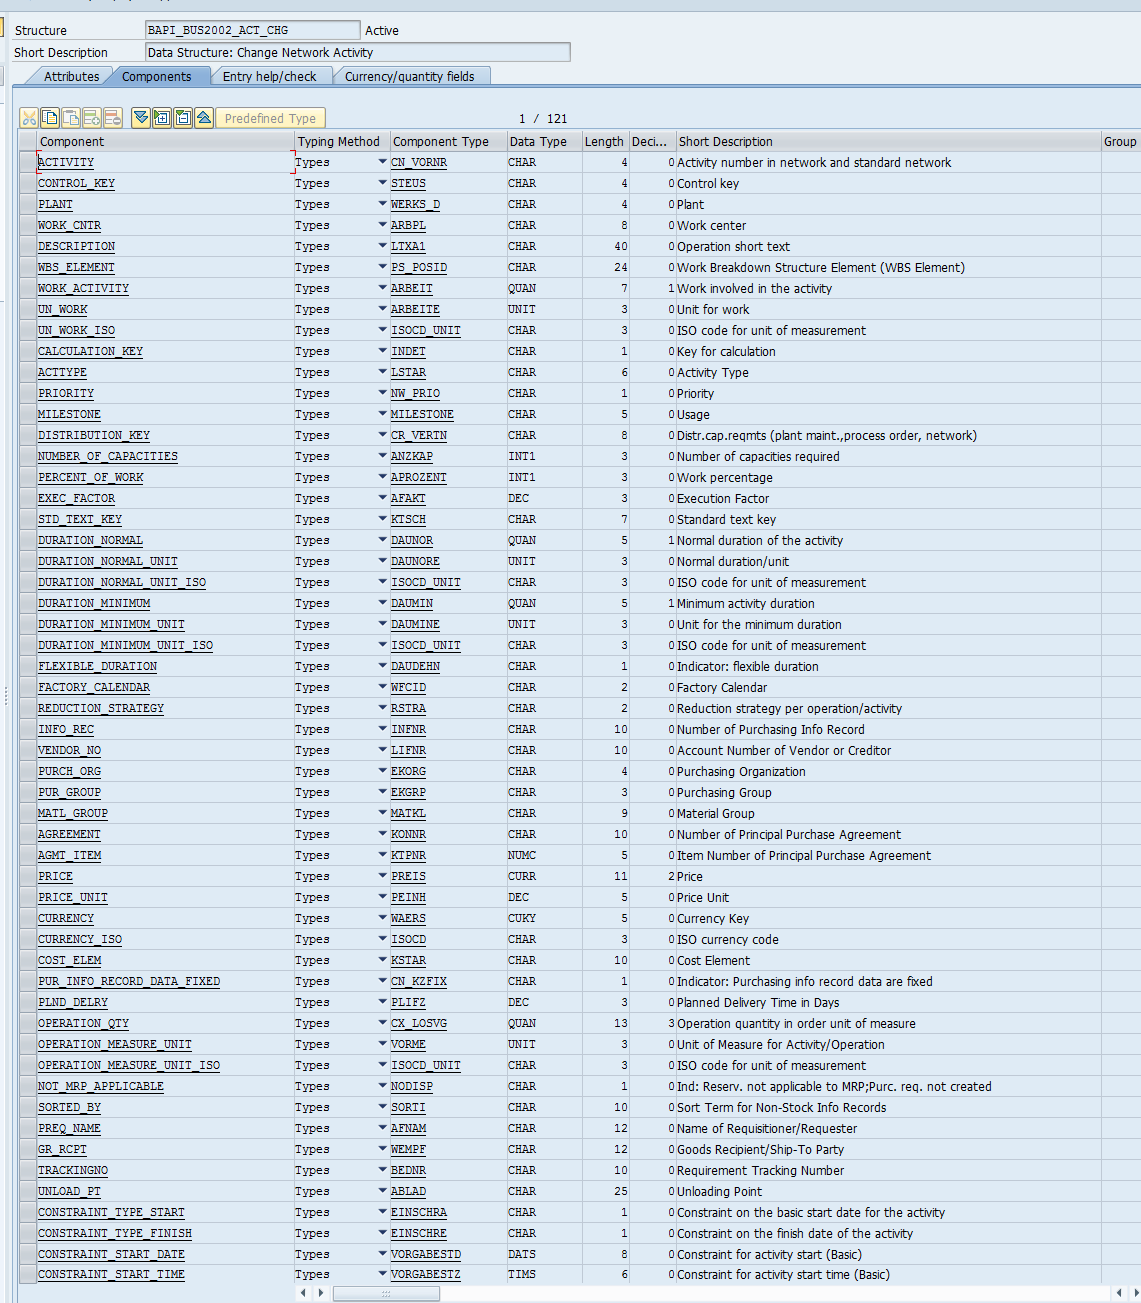 Structure BAPI_BUS2002_ACT_CHG Active
Short Description Data Structure: Change Network Activity
Attributes Components Entry help/check Currency/quantity fields
Predefined Type 1 / 121
Component Typing Method Component Type Data Type Length Deci... Short Description Group
ACTIVITY Types CN_VORNR CHAR 4 0 Activity number in network and standard network
CONTROL_KEY Types STEUS CHAR 4 0 Control key
PLANT Types WERKS_D CHAR 4 0 Plant
WORK_CNTR Types ARBPL CHAR 8 0 Work center
DESCRIPTION Types LTXA1 CHAR 40 0 Operation short text
WBS_ELEMENT Types PS_POSID CHAR 24 0 Work Breakdown Structure Element (WBS Element)
WORK_ACTIVITY Types ARBEIT QUAN 7 1 Work involved in the activity
UN_WORK Types ARBEITE UNIT 3 0 Unit for work
UN_WORK_ISO Types ISOCD_UNIT CHAR 3 0 ISO code for unit of measurement
CALCULATION_KEY Types INDET CHAR 1 0 Key for calculation
ACTTYPE Types LSTAR CHAR 6 0 Activity Type
PRIORITY Types NW_PRIO CHAR 1 0 Priority
MILESTONE Types MILESTONE CHAR 5 0 Usage
DISTRIBUTION_KEY Types CR_VERTN CHAR 8 0 Distr.cap.reqmts (plant maint.,process order, network)
NUMBER_OF_CAPACITIES Types ANZKAP INT1 3 0 Number of capacities required
PERCENT_OF_WORK Types APROZENT INT1 3 0 Work percentage
EXEC_FACTOR Types AFAKT DEC 3 0 Execution Factor
STD_TEXT_KEY Types KTSCH CHAR 7 0 Standard text key
DURATION_NORMAL Types DAUNOR QUAN 5 1 Normal duration of the activity
DURATION_NORMAL_UNIT Types DAUNORE UNIT 3 0 Normal duration/unit
DURATION_NORMAL_UNIT_ISO Types ISOCD_UNIT CHAR 3 0 ISO code for unit of measurement
DURATION_MINIMUM Types DAUMIN QUAN 5 1 Minimum activity duration
DURATION_MINIMUM_UNIT Types DAUMINE UNIT 3 0 Unit for the minimum duration
DURATION_MINIMUM_UNIT_ISO Types ISOCD_UNIT CHAR 3 0 ISO code for unit of measurement
FLEXIBLE_DURATION Types DAUDEHN CHAR 1 0 Indicator: flexible duration
FACTORY_CALENDAR Types WFCID CHAR 2 0 Factory Calendar
REDUCTION_STRATEGY Types RSTRA CHAR 2 0 Reduction strategy per operation/activity
INFO_REC Types INFNR CHAR 10 0 Number of Purchasing Info Record
VENDOR_NO Types LIFNR CHAR 10 0 Account Number of Vendor or Creditor
PURCH_ORG Types EKORG CHAR 4 0 Purchasing Organization
PUR_GROUP Types EKGRP CHAR 3 0 Purchasing Group
MATL_GROUP Types MATKL CHAR 9 0 Material Group
AGREEMENT Types KONNR CHAR 10 0 Number of Principal Purchase Agreement
AGMT_ITEM Types KTPNR NUMC 5 0 Item Number of Principal Purchase Agreement
PRICE Types PREIS CURR 11 2 Price
PRICE_UNIT Types PEINH DEC 5 0 Price Unit
CURRENCY Types WAERS CUKY 5 0 Currency Key
CURRENCY_ISO Types ISOCD CHAR 3 0 ISO currency code
COST_ELEM Types KSTAR CHAR 10 0 Cost Element
PUR_INFO_RECORD_DATA_FIXED Types CN_KZFIX CHAR 1 0 Indicator: Purchasing info record data are fixed
PLND_DELRY Types PLIFZ DEC 3 0 Planned Delivery Time in Days
OPERATION_QTY Types CX_LOSVG QUAN 13 3 Operation quantity in order unit of measure
OPERATION_MEASURE_UNIT Types VORME UNIT 3 0 Unit of Measure for Activity/Operation
OPERATION_MEASURE_UNIT_ISO Types ISOCD_UNIT CHAR 3 0 ISO code for unit of measurement
NOT_MRP_APPLICABLE Types NODISP CHAR 1 0 Ind: Reserv. not applicable to MRP;Purc. req. not created
SORTED_BY Types SORTI CHAR 10 0 Sort Term for Non-Stock Info Records
PREQ_NAME Types AFNAM CHAR 12 0 Name of Requisitioner/Requester
GR_RCPT Types WEMPF CHAR 12 0 Goods Recipient/Ship-To Party
TRACKINGNO Types BEDNR CHAR 10 0 Requirement Tracking Number
UNLOAD_PT Types ABLAD CHAR 25 0 Unloading Point
CONSTRAINT_TYPE_START Types EINSCHRA CHAR 1 0 Constraint on the basic start date for the activity
CONSTRAINT_TYPE_FINISH Types EINSCHRE CHAR 1 0 Constraint on the finish date of the activity
CONSTRAINT_START_DATE Types VORGABESTD DATS 8 0 Constraint for activity start (Basic)
CONSTRAINT_START_TIME Types VORGABESTZ TIMS 6 0 Constraint for activity start time (Basic)